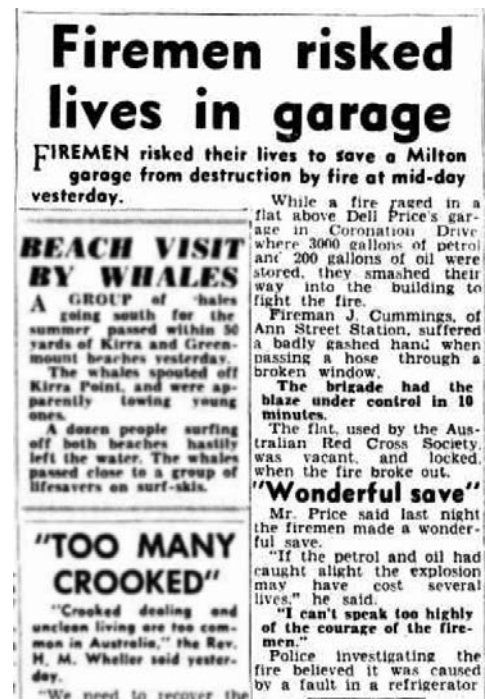 Firemen risked
lives in garage
FIREMEN risked their lives to save a Milton
garage from destruction by fire at mid-day
yesterday.
While a fire raged in a
flat above Dell Price's gar-
age in Coronation Drive
where 3000 gallons of petrol
and 200 gallons of oil were
stored, they smashed their
way into the building to
fight the fire.
Fireman J. Cummings, of
Ann Street Station, suffered
a badly gashed hand when
passing a hose through a
broken window.
The brigade had the
blaze under control in 10
minutes.
The flat, used by the Aus-
tralian Red Cross Society,
was vacant, and locked,
when the fire broke out.
"Wonderful save"
Mr. Price said last night
the firemen made a wonder-
ful save.
"If the petrol and oil had
caught alight the explosion
may have cost several
lives," he said.
"I can't speak too highly
of the courage of the fire-
men."
Police investigating the
fire believed it was caused
by a fault in a refrigerator
BEACH VISIT
BY WHALES
A GROUP of whales
going south for the
summer passed within 50
yards of Kirra and Green-
mount beaches yesterday.
The whales spouted off
Kirra Point, and were ap-
parently towing young
ones.
A dozen people surfing
off both beaches hastily
left the water. The whales
passed close to a group of
lifesavers on surf-skis.
"TOO MANY
CROOKED"
"Crooked dealing and
unclean living are too com-
mon in Australia," the Rev.
H. M. Wheller said yester-
day.
"We need to recover the